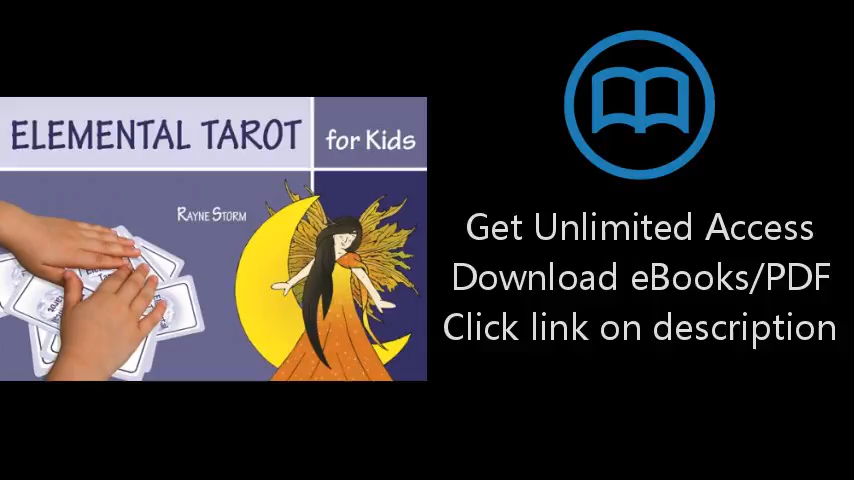 ELEMENTAL TAROT for Kids
RAYNE STORM
Get Unlimited Access
Download eBooks/PDF
Click link on description